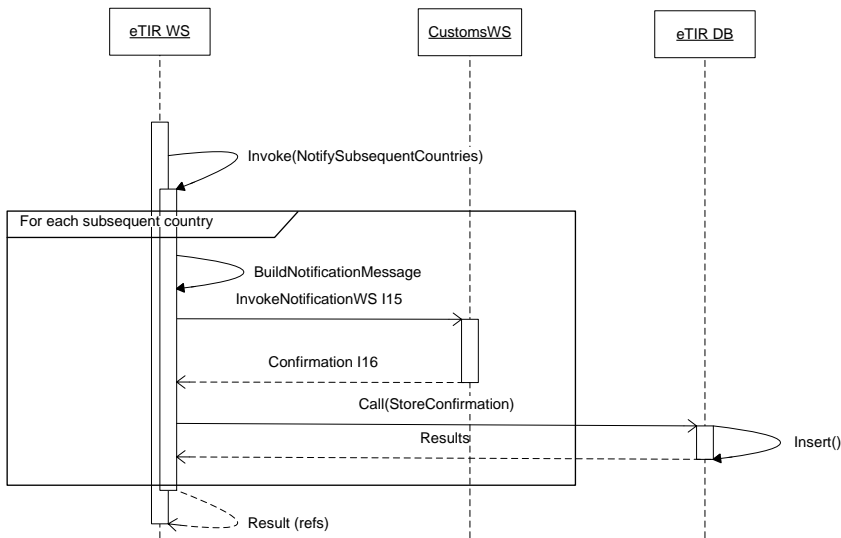 eTIR WS
CustomsWS
eTIR DB
Invoke(NotifySubsequentCountries)
For each subsequent country
BuildNotificationMessage
InvokeNotificationWS I15
Confirmation I16
Call(StoreConfirmation)
Results
Insert()
Result (refs)